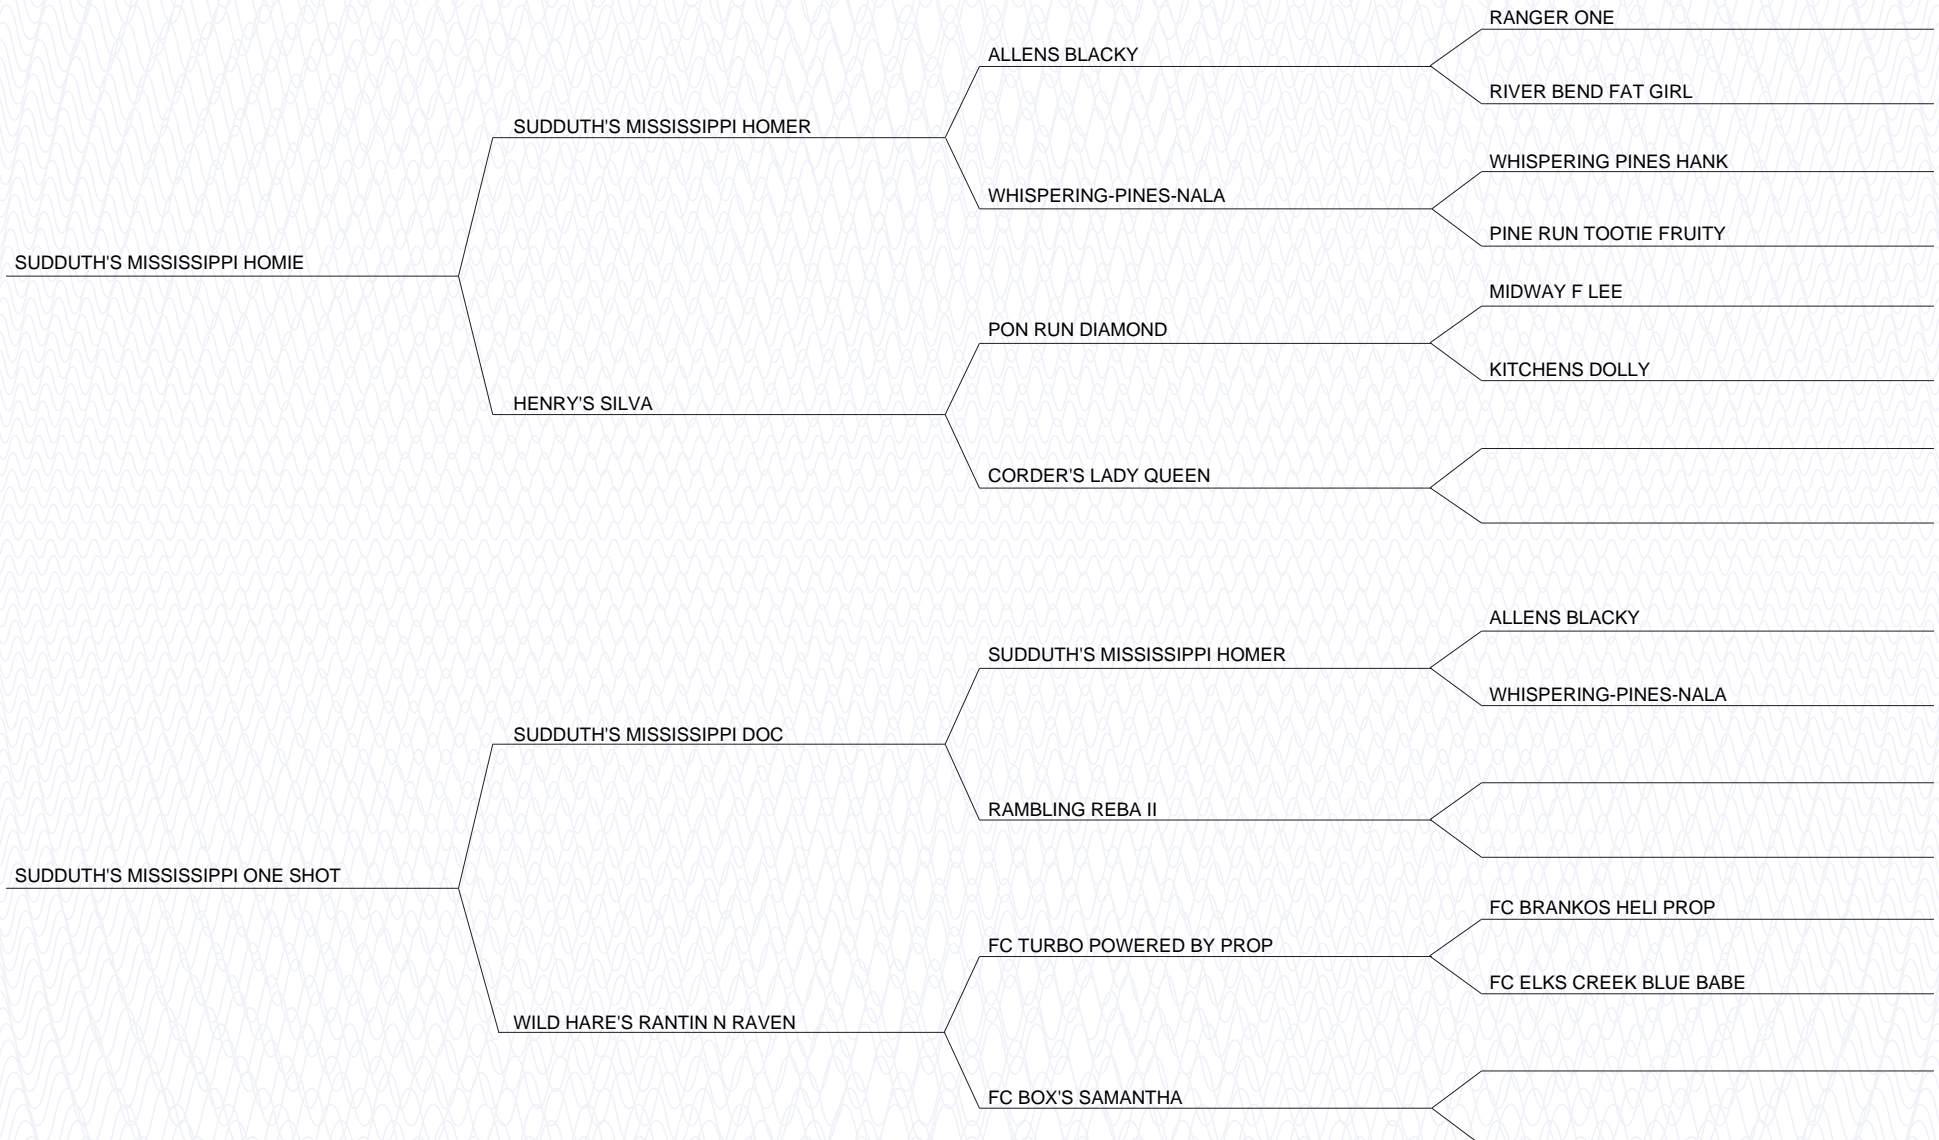 RANGER ONE
ALLENS BLACKY
RIVER BEND FAT GIRL
SUDDUTH'S MISSISSIPPI HOMER
WHISPERING PINES HANK
WHISPERING-PINES-NALA
PINE RUN TOOTIE FRUITY
SUDDUTH'S MISSISSIPPI HOMIE
MIDWAY F LEE
PON RUN DIAMOND
KITCHENS DOLLY
HENRY'S SILVA
CORDER'S LADY QUEEN
ALLENS BLACKY
SUDDUTH'S MISSISSIPPI HOMER
WHISPERING-PINES-NALA
SUDDUTH'S MISSISSIPPI DOC
RAMBLING REBA II
SUDDUTH'S MISSISSIPPI ONE SHOT
FC BRANKOS HELI PROP
FC TURBO POWERED BY PROP
FC ELKS CREEK BLUE BABE
WILD HARE'S RANTIN N RAVEN
FC BOX'S SAMANTHA